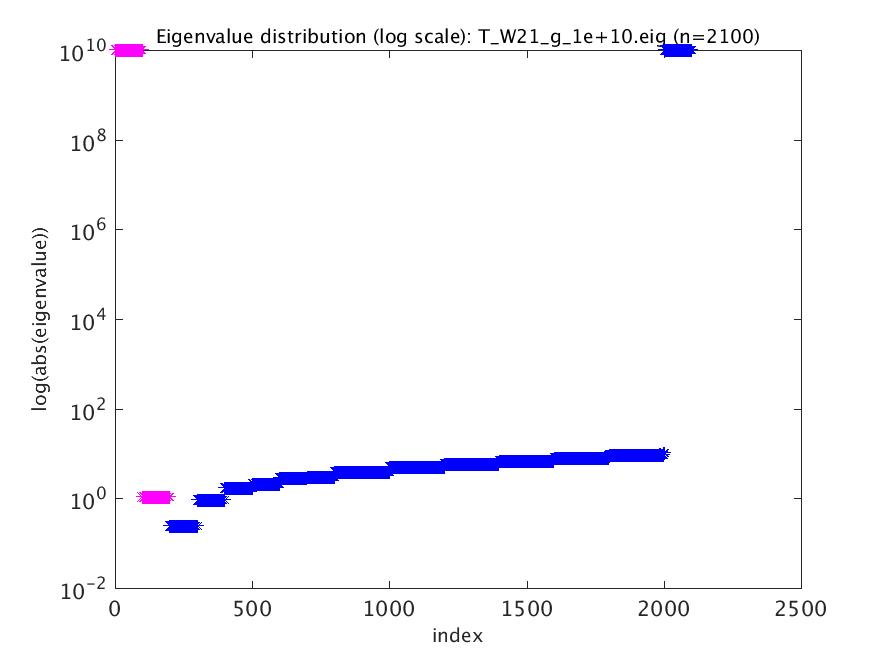 Eigenvalue distribution (log scale): T_W21_g_1e+10.eig (n=2100)
10^10
10^8
10^6
10^4
10^2
10^0
10^-2
log(abs(eigenvalue))
0 500 1000 1500 2000 2500
index